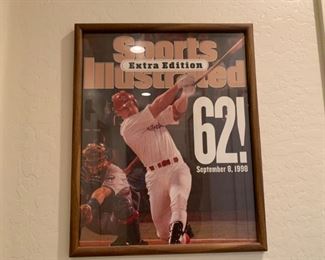 Sports
Extra Edition
Illustrated
62!
September 8, 1998